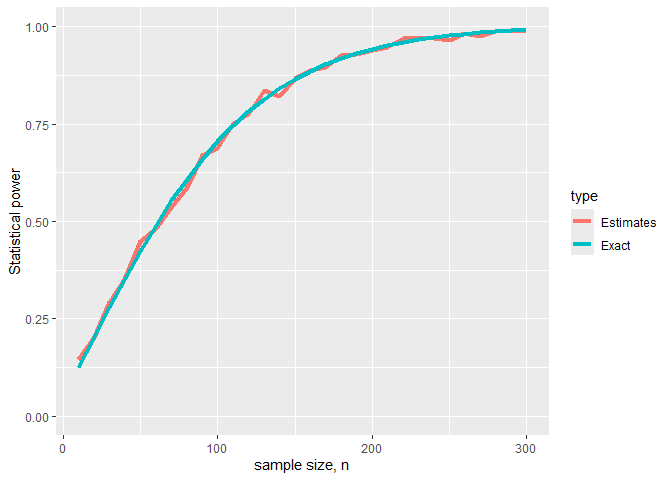 1.00
0.75
0.50
0.25
0.00
Statistical power
0
100
200
300
sample size, n
type
Estimates
Exact